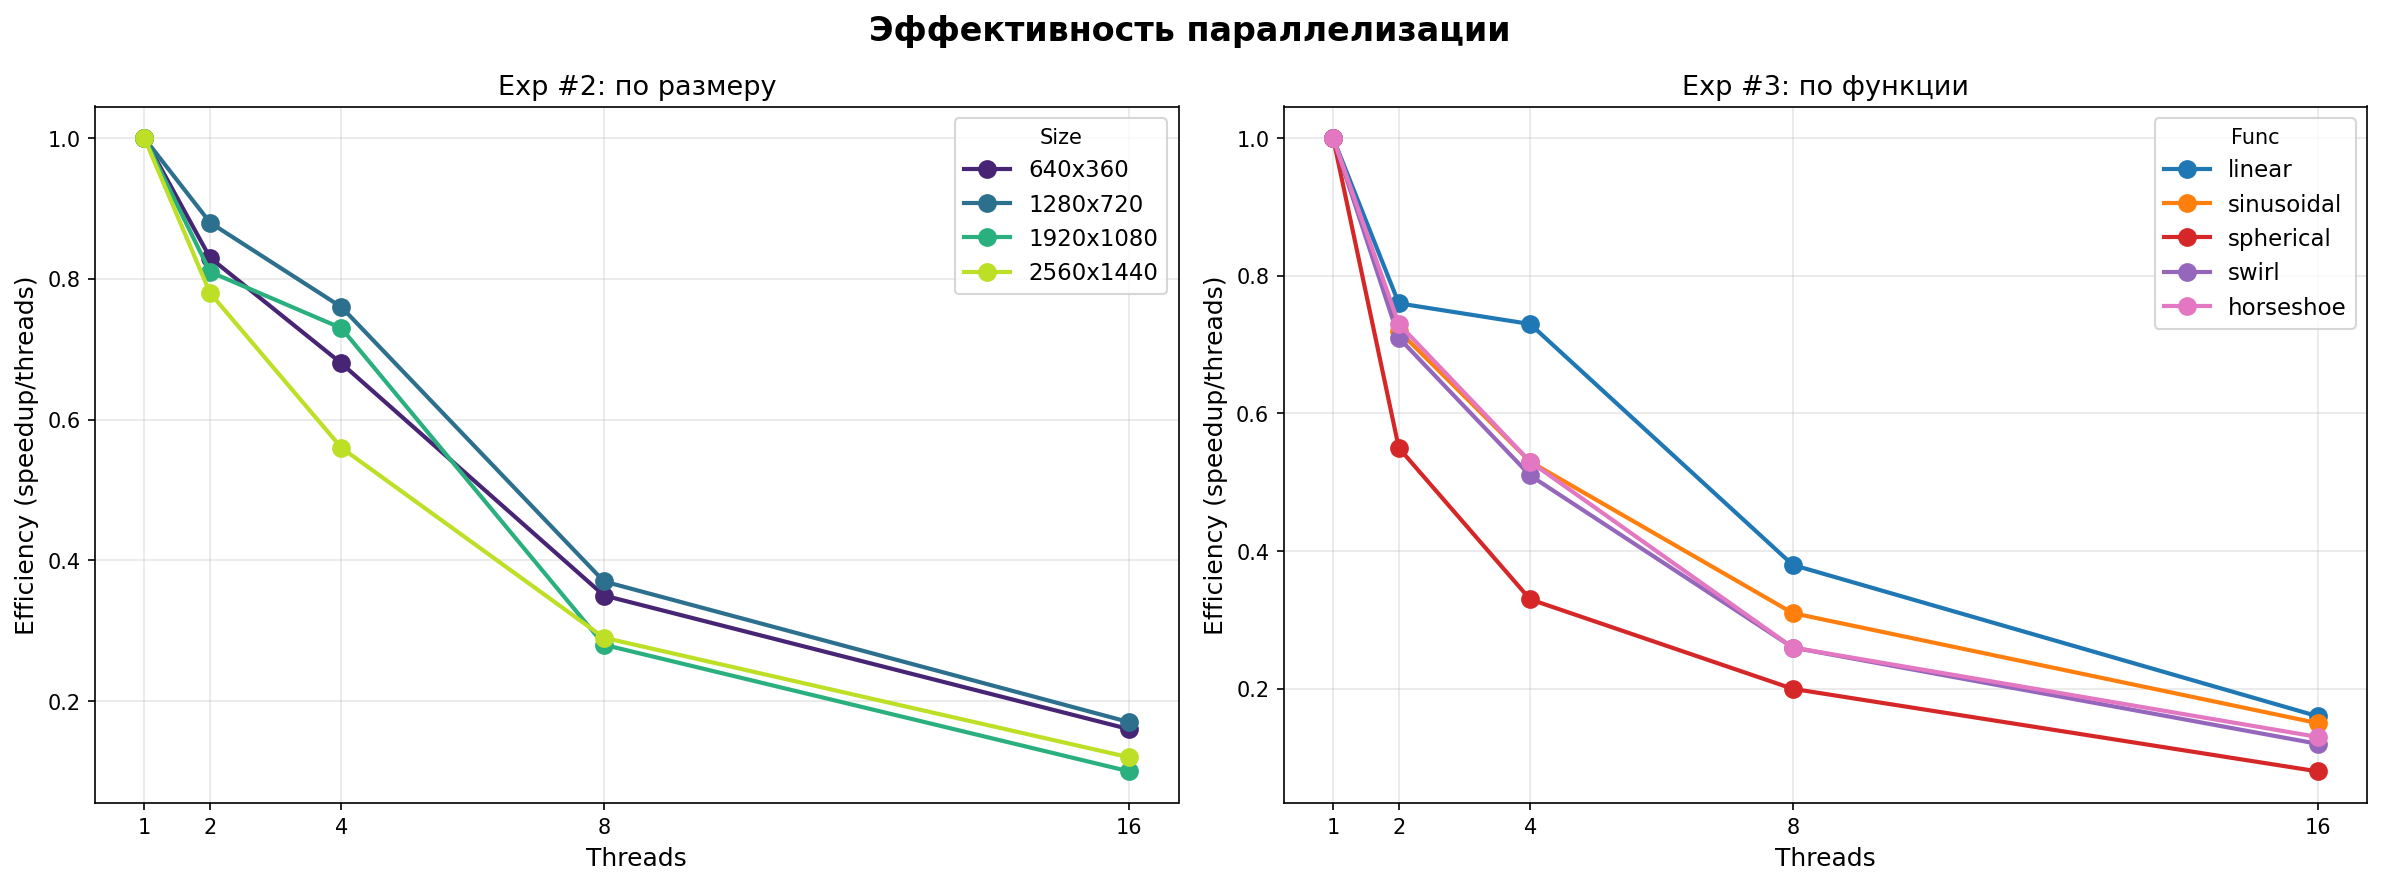 Эффективность параллелизации
Exp #2: по размеру
Efficiency (speedup/threads)
1.0
0.8
0.6
0.4
0.2
1 2 4 8 16
Threads
Size
640x360
1280x720
1920x1080
2560x1440
Exp #3: по функции
Efficiency (speedup/threads)
1.0
0.8
0.6
0.4
0.2
1 2 4 8 16
Threads
Func
linear
sinusoidal
spherical
swirl
horseshoe